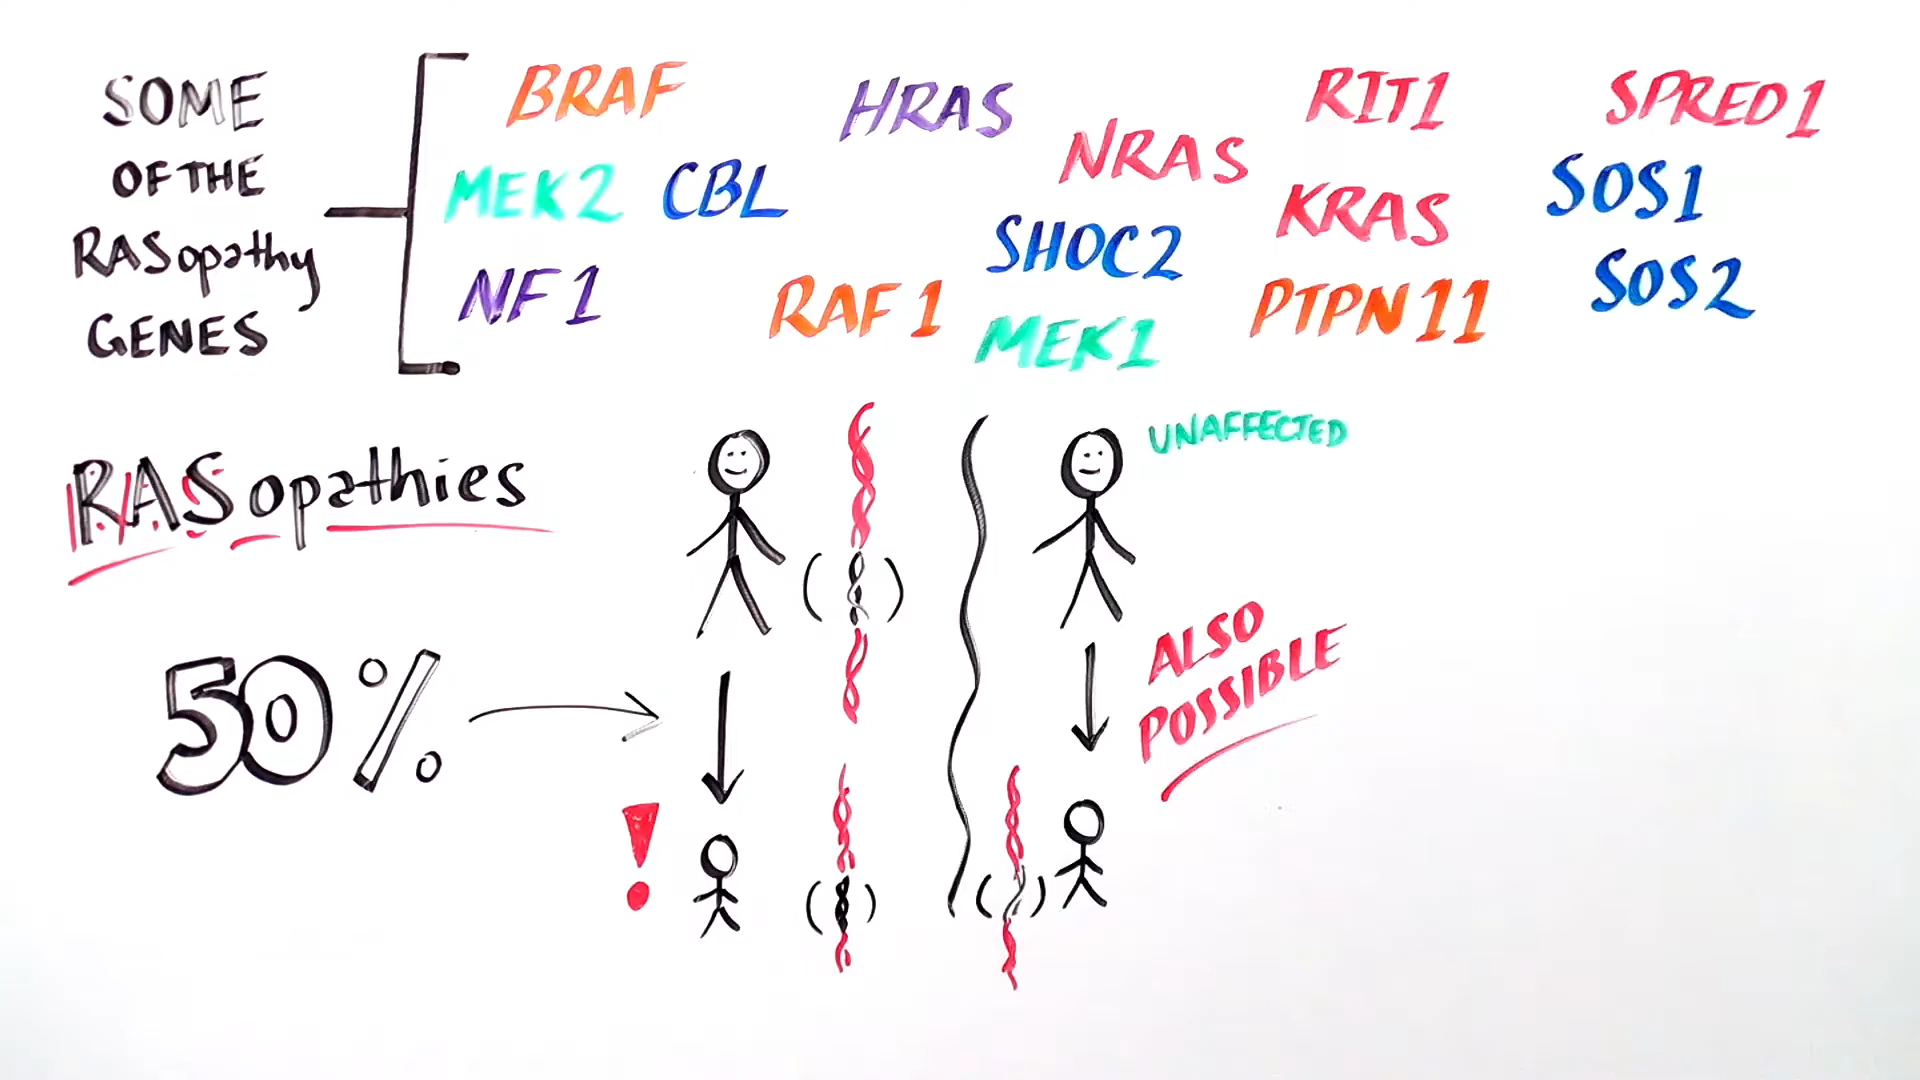 SOME
OF THE
RASopathy
GENES
BRAF
HRAS
RIT1
SPRED1
MEK2
CBL
NRAS
KRAS
SOS1
NF1
RAF1
SHOC2
MEK1
PTPN11
SOS2
RASopathies
UNAFFECTED
50%
ALSO
POSSIBLE
!